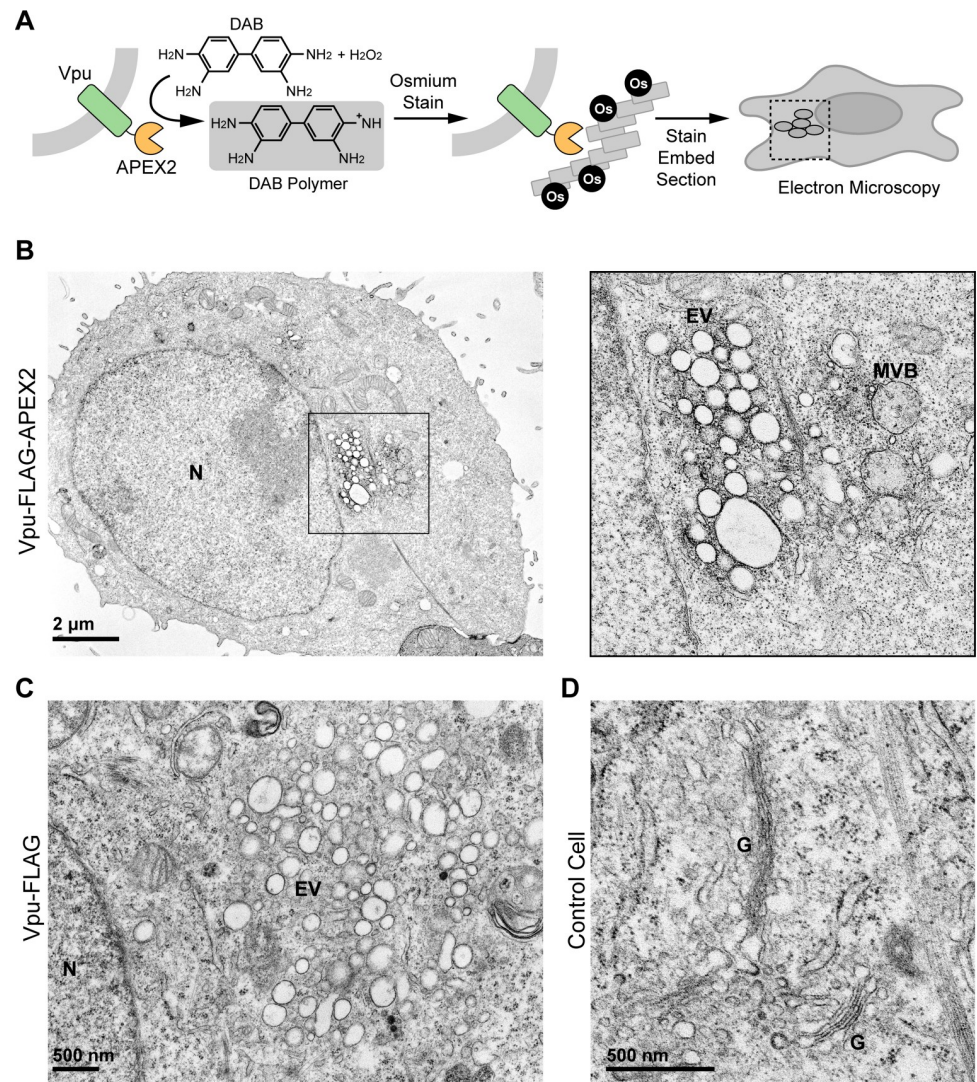 A
DAB
H₂N
NH₂ + H₂O₂
Vpu
H₂N
NH₂
Osmium
Stain
H₂N
+
NH
H₂N
NH₂
APEX2
DAB Polymer
Os
Os
Os
Os
Stain
Embed
Section
Electron Microscopy
B
Vpu-FLAG-APEX2
N
2 µm
EV
MVB
C
Vpu-FLAG
EV
N
500 nm
D
Control Cell
G
G
500 nm